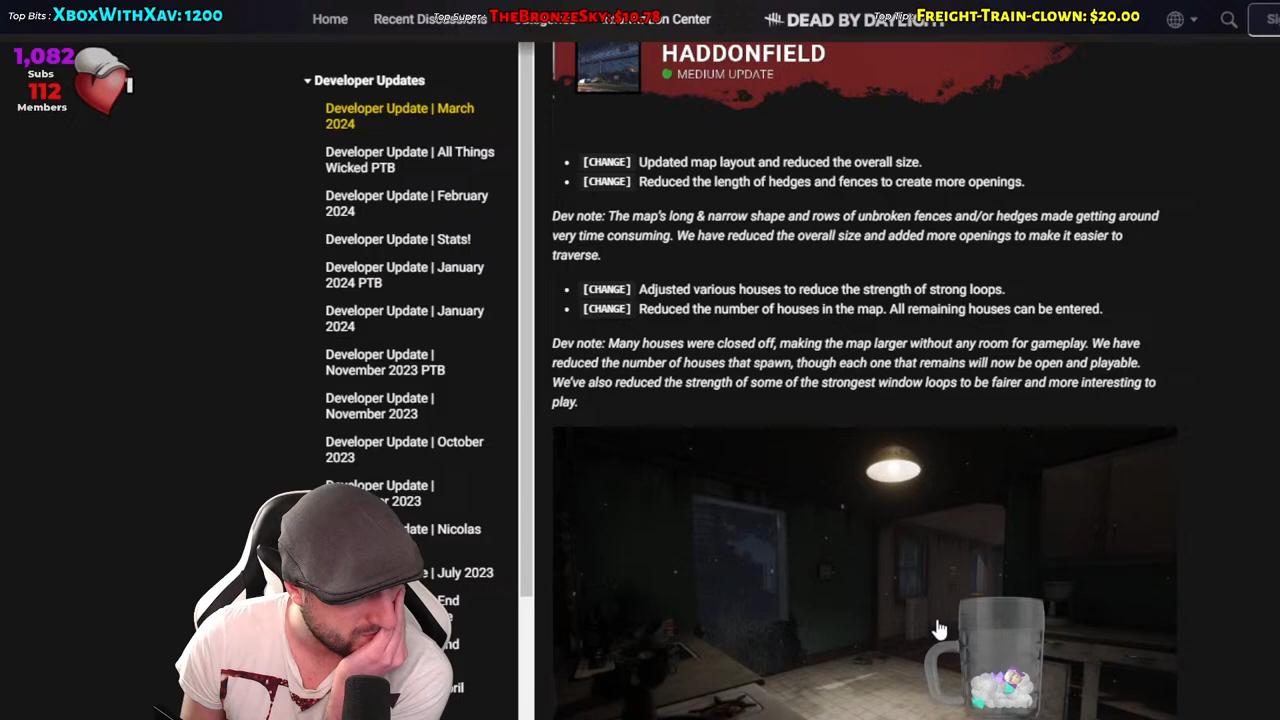 Top Bits: XboxWithXav: 1200
Top Super: TheBronzeSky: $10.78
Top Tip: Freight-Train-clown: $20.00
Home
Recent Discussions
DEAD BY DAYLIGHT
1,082
Subs
112
Members
Developer Updates
Developer Update | March
2024
Developer Update | All Things
Wicked PTB
Developer Update | February
2024
Developer Update | Stats!
Developer Update | January
2024 PTB
Developer Update | January
2024
Developer Update |
November 2023 PTB
Developer Update |
November 2023
Developer Update | October
2023
Developer Update |
2023
Nicolas
July 2023
HADDONFIELD
MEDIUM UPDATE
[CHANGE] Updated map layout and reduced the overall size.
[CHANGE] Reduced the length of hedges and fences to create more openings.
Dev note: The map's long & narrow shape and rows of unbroken fences and/or hedges made getting around
very time consuming. We have reduced the overall size and added more openings to make it easier to
traverse.
[CHANGE] Adjusted various houses to reduce the strength of strong loops.
[CHANGE] Reduced the number of houses in the map. All remaining houses can be entered.
Dev note: Many houses were closed off, making the map larger without any room for gameplay. We have
reduced the number of houses that spawn, though each one that remains will now be open and playable.
We've also reduced the strength of some of the strongest window loops to be fairer and more interesting to
play.